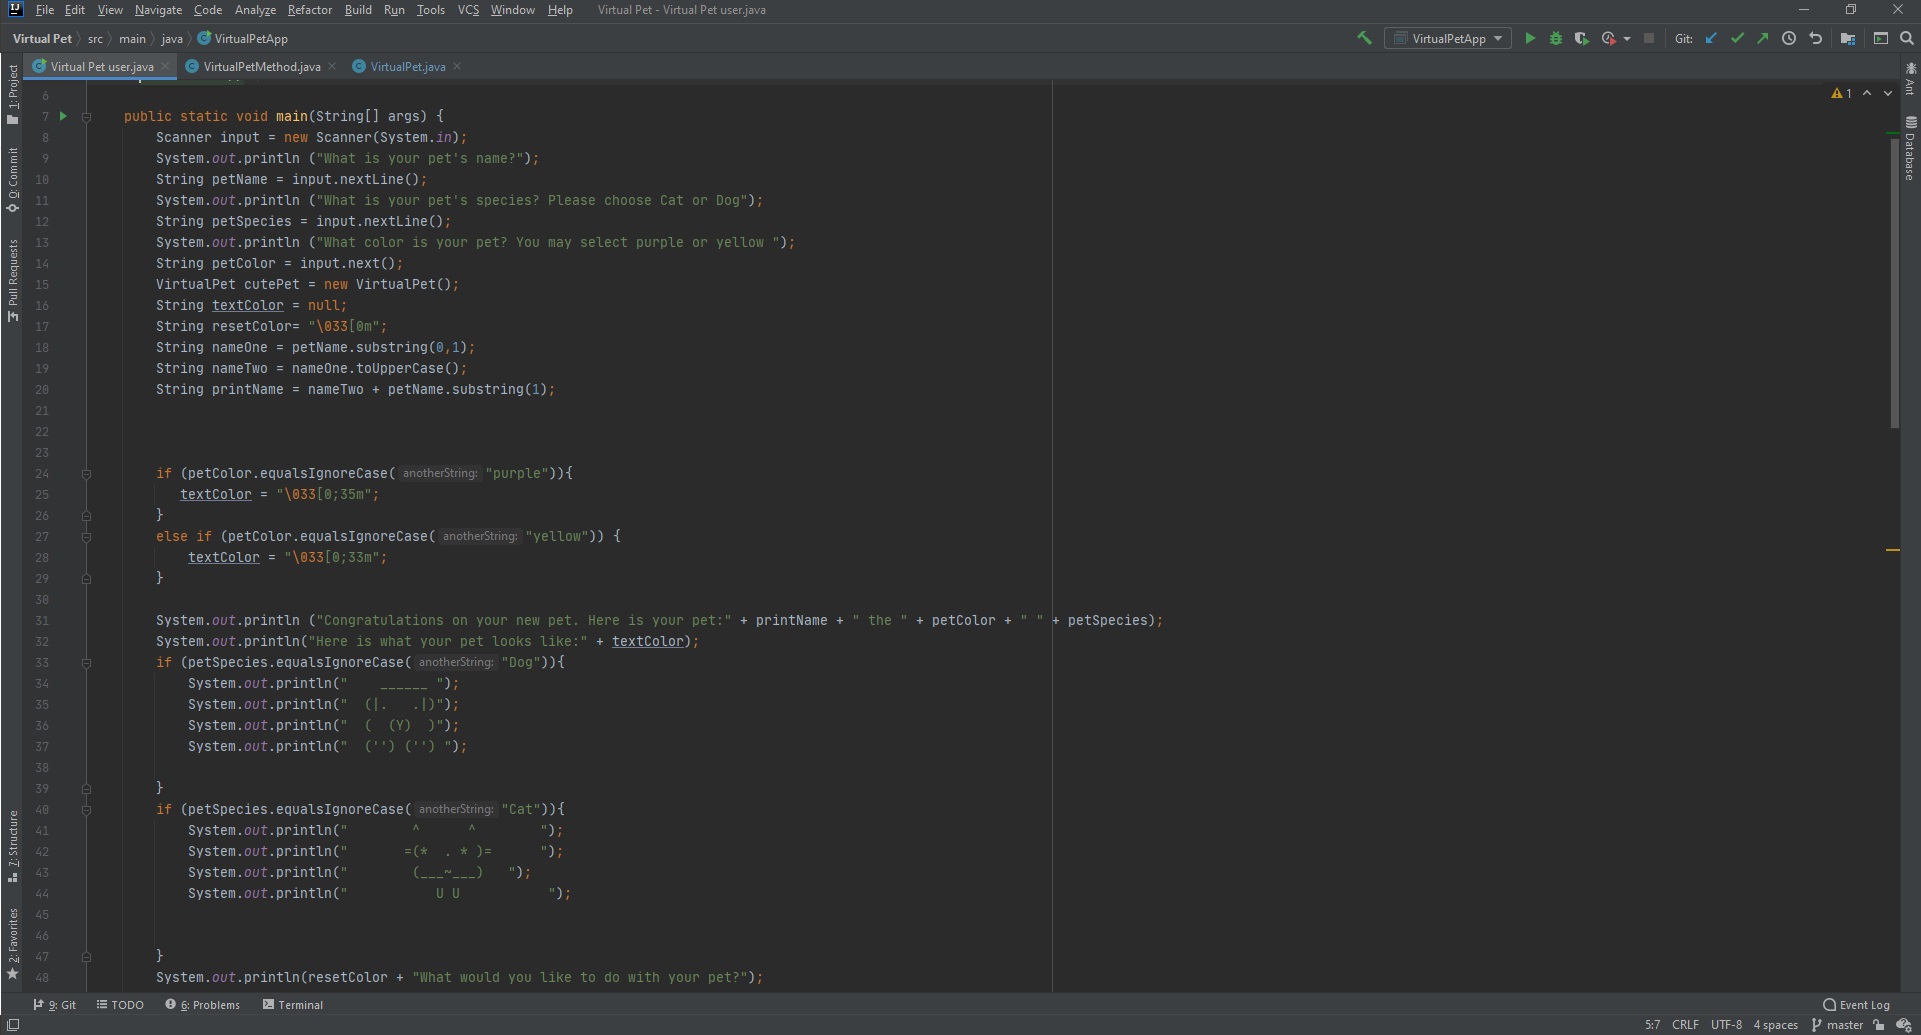 File Edit View Navigate Code Analyze Refactor Build Run Tools VCS Window Help Virtual Pet - Virtual Pet user.java
Virtual Pet src main java VirtualPetApp VirtualPetApp Git:
Virtual Pet user.java VirtualPetMethod.java VirtualPet.java
1: Project
0: Commit
Pull Requests
7: Structure
2: Favorites
Ant
Database
1
6
7 public static void main(String[] args) {
8 Scanner input = new Scanner(System.in);
9 System.out.println ("What is your pet's name?");
10 String petName = input.nextLine();
11 System.out.println ("What is your pet's species? Please choose Cat or Dog");
12 String petSpecies = input.nextLine();
13 System.out.println ("What color is your pet? You may select purple or yellow ");
14 String petColor = input.next();
15 VirtualPet cutePet = new VirtualPet();
16 String textColor = null;
17 String resetColor= "\033[0m";
18 String nameOne = petName.substring(0,1);
19 String nameTwo = nameOne.toUpperCase();
20 String printName = nameTwo + petName.substring(1);
21
22
23
24 if (petColor.equalsIgnoreCase( anotherString: "purple")){
25 textColor = "\033[0;35m";
26 }
27 else if (petColor.equalsIgnoreCase( anotherString: "yellow")) {
28 textColor = "\033[0;33m";
29 }
30
31 System.out.println ("Congratulations on your new pet. Here is your pet:" + printName + " the " + petColor + " " + petSpecies);
32 System.out.println("Here is what your pet looks like:" + textColor);
33 if (petSpecies.equalsIgnoreCase( anotherString: "Dog")){
34 System.out.println("    ______ ");
35 System.out.println("  (|.   .|)");
36 System.out.println("  (  (Y)  )");
37 System.out.println("  ('') ('') ");
38
39 }
40 if (petSpecies.equalsIgnoreCase( anotherString: "Cat")){
41 System.out.println("        ^      ^        ");
42 System.out.println("       =(*  . * )=      ");
43 System.out.println("        (___~___)   ");
44 System.out.println("           U U           ");
45
46
47 }
48 System.out.println(resetColor + "What would you like to do with your pet?");
9: Git TODO 6: Problems Terminal Event Log
5:7 CRLF UTF-8 4 spaces master